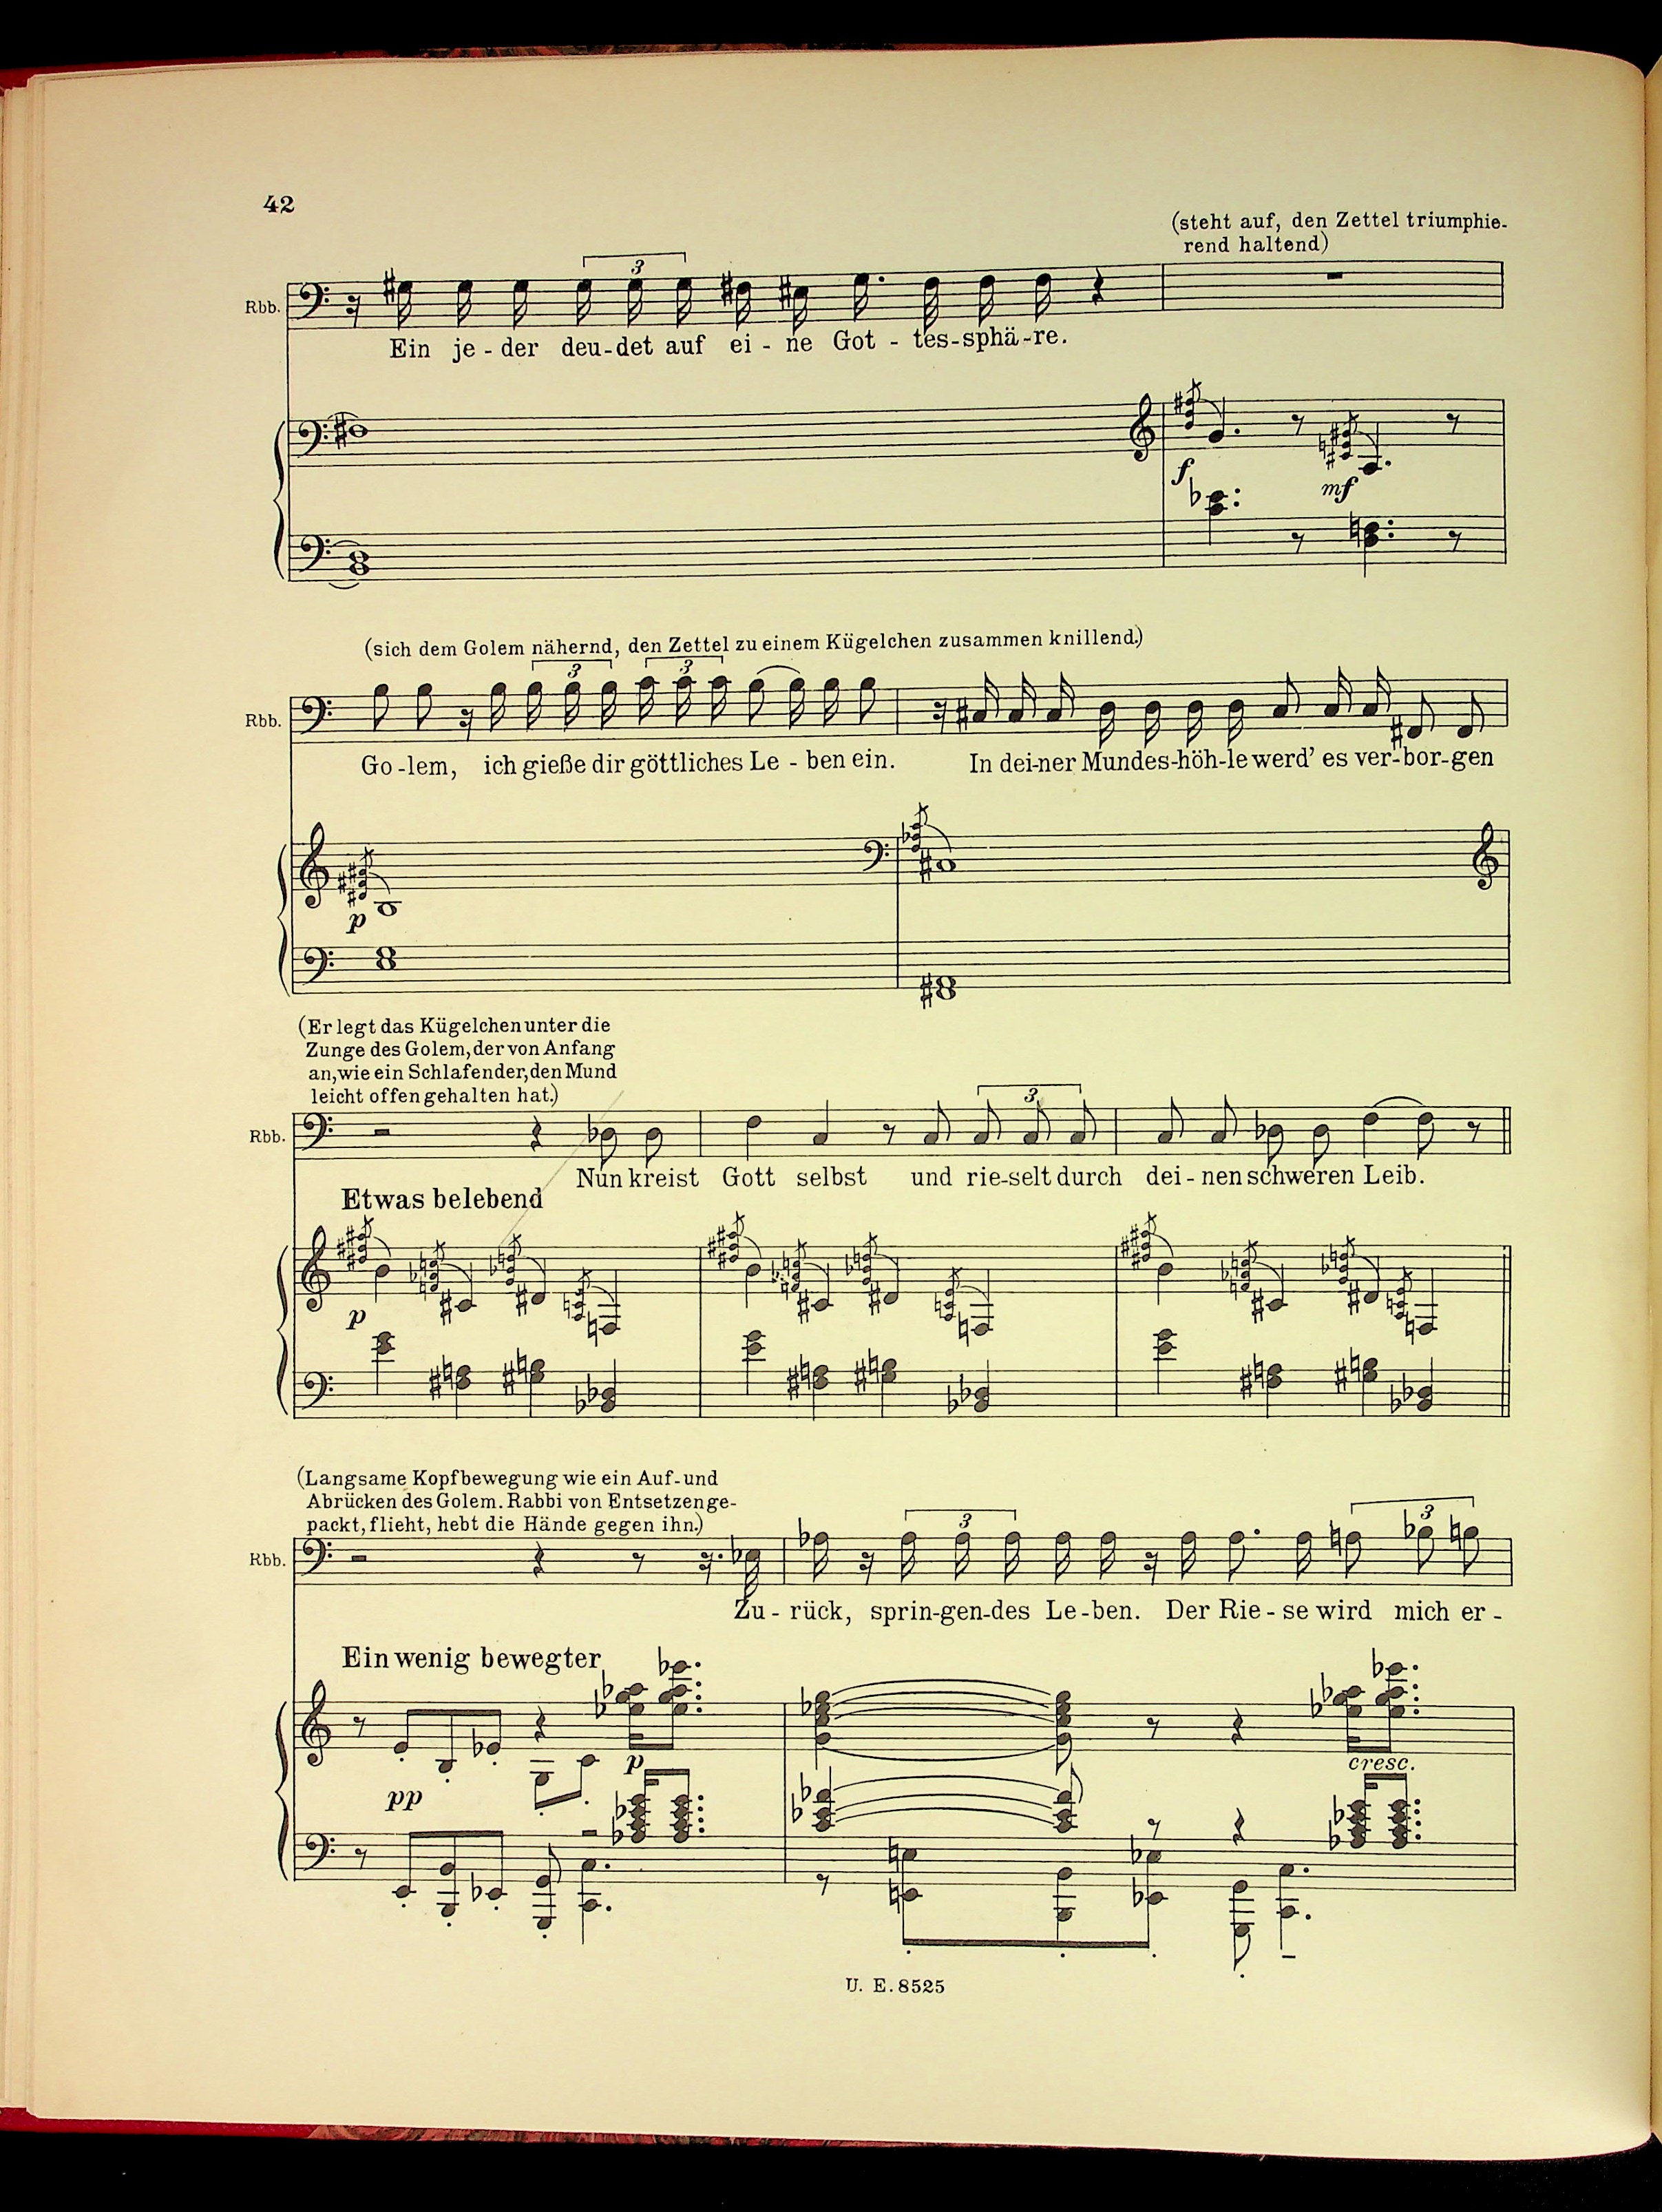 42
(steht auf, den Zettel triumphie-
rend haltend)
3
Rbb.
Ein je - der deu-det auf ei - ne Got - tes-sphä-re.
f
mf
(sich dem Golem nähernd, den Zettel zu einem Kügelchen zusammen knillend.)
3 3
Rbb.
Go-lem, ich gieße dir göttliches Le - ben ein. In dei-ner Mundes-höh-le werd' es ver-bor-gen
p
(Er legt das Kügelchen unter die
Zunge des Golem, der von Anfang
an, wie ein Schlafender, den Mund
leicht offen gehalten hat.)
3
Rbb.
Nun kreist Gott selbst und rie-selt durch dei - nen schweren Leib.
Etwas belebend
p
(Langsame Kopfbewegung wie ein Auf-und
Abrücken des Golem. Rabbi von Entsetzen ge-
packt, flieht, hebt die Hände gegen ihn.)
3 3
Rbb.
Zu - rück, sprin-gen-des Le-ben. Der Rie - se wird mich er -
Ein wenig bewegter
p
cresc.
pp
U. E. 8525